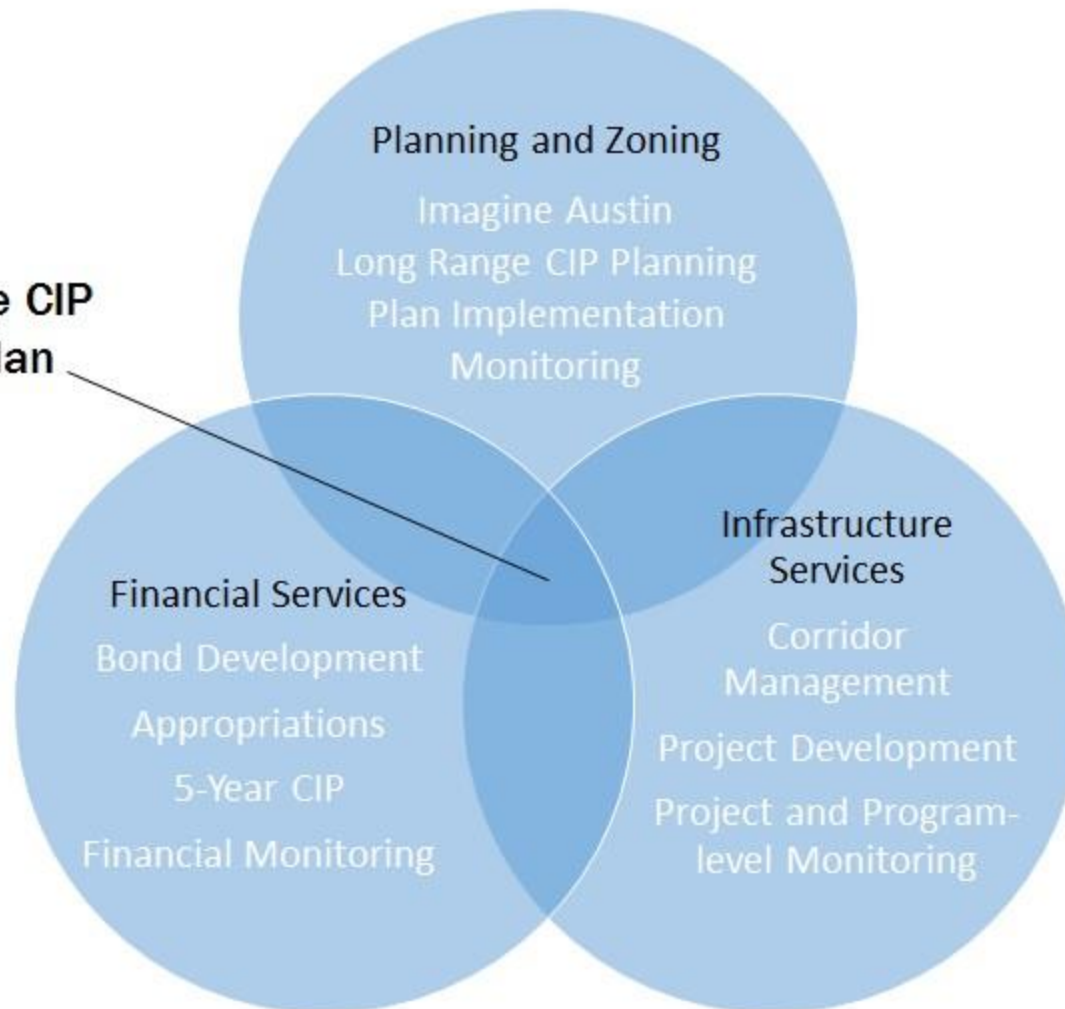 Planning and Zoning
Imagine Austin
Long Range CIP Planning
Plan Implementation
Monitoring
CIP
Financial Services
Bond Development
Appropriations
5-Year CIP
Financial Monitoring
Infrastructure
Services
Corridor
Management
Project Development
Project and Program-
level Monitoring